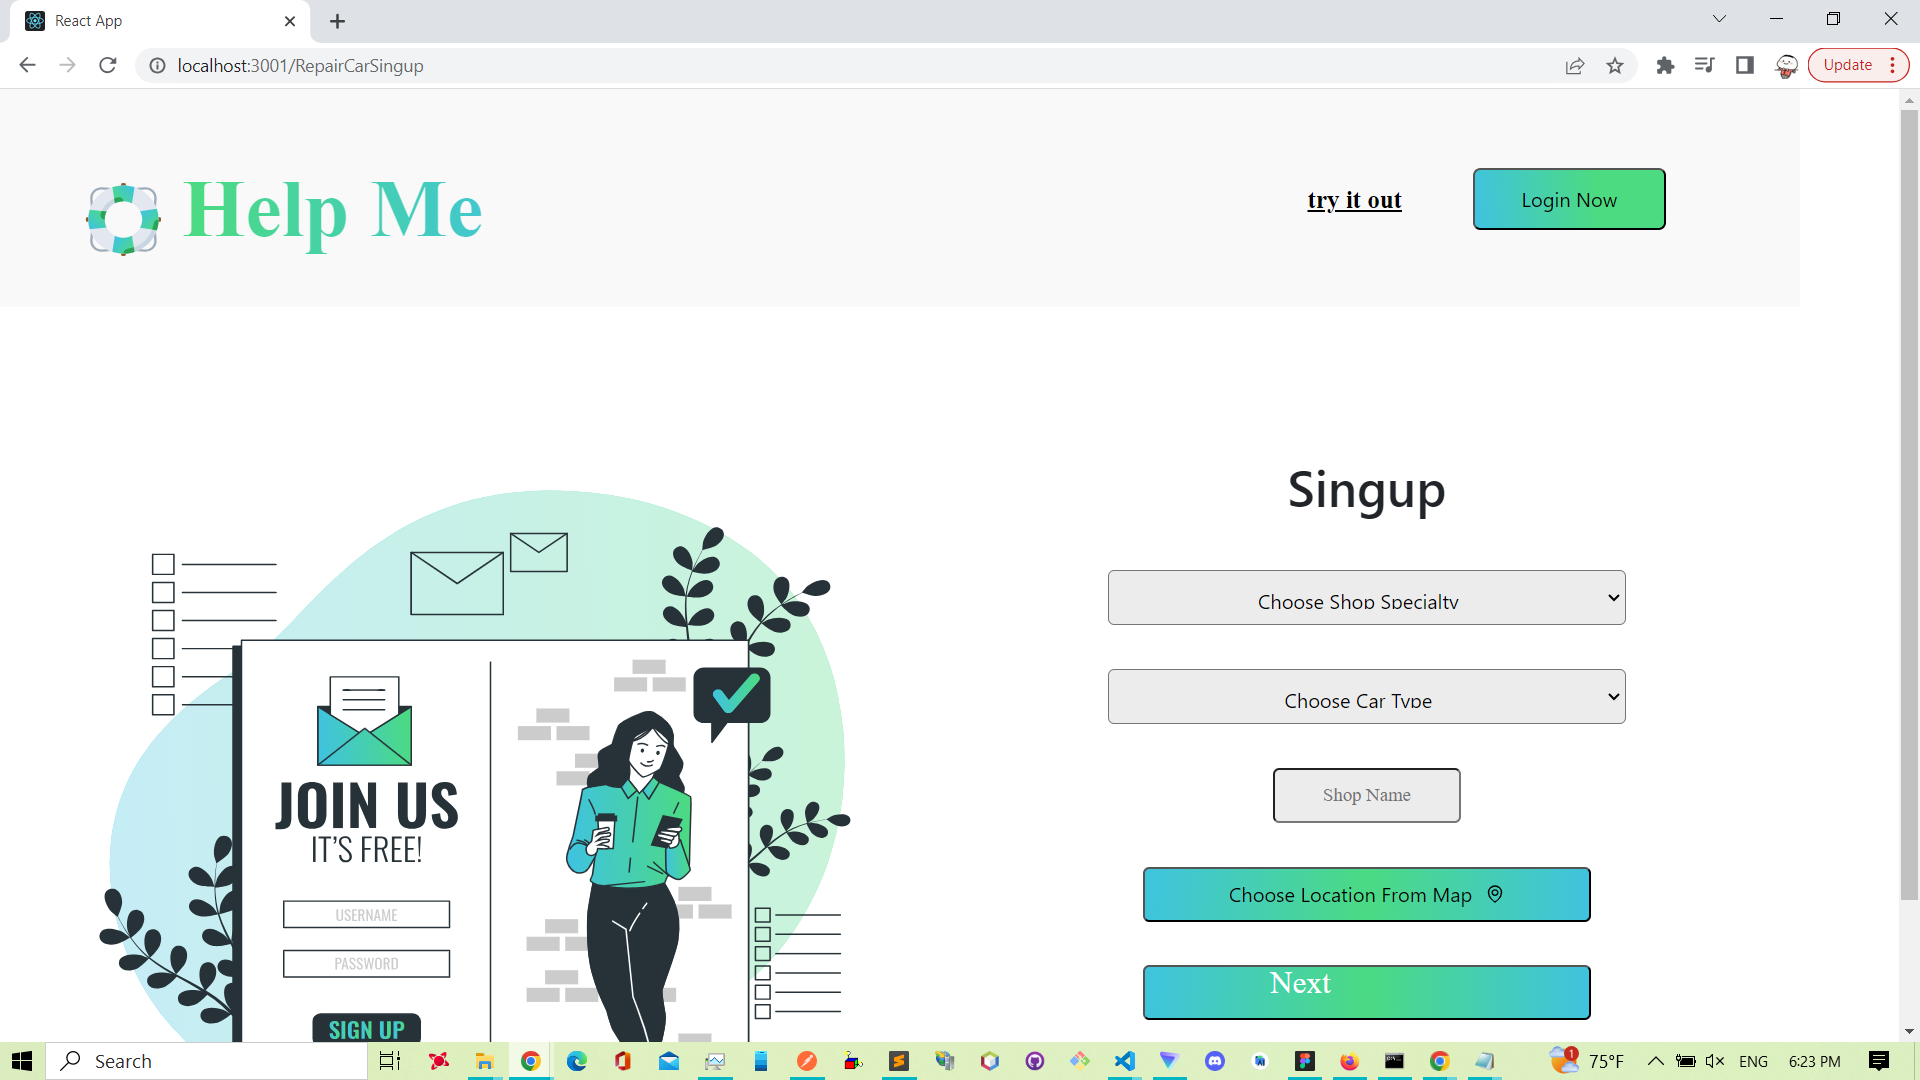 React App
localhost:3001/RepairCarSingup
Update
Help Me
try it out
Login Now
Singup
Choose Shop Specialty
Choose Car Type
Shop Name
Choose Location From Map
Next
JOIN US
IT'S FREE!
USERNAME
PASSWORD
SIGN UP
Search
1
75°F
ENG
6:23 PM